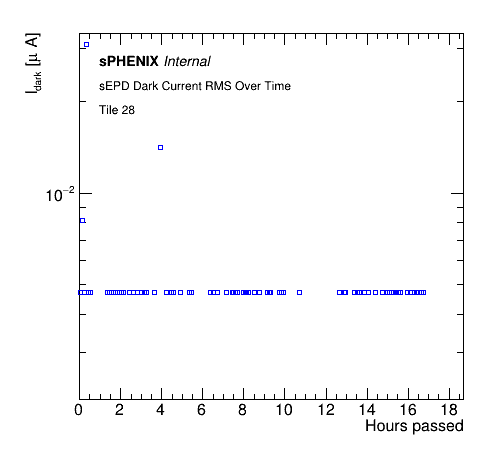 I_dark [μ A]
sPHENIX Internal
sEPD Dark Current RMS Over Time
Tile 28
10⁻²
0 2 4 6 8 10 12 14 16 18
Hours passed